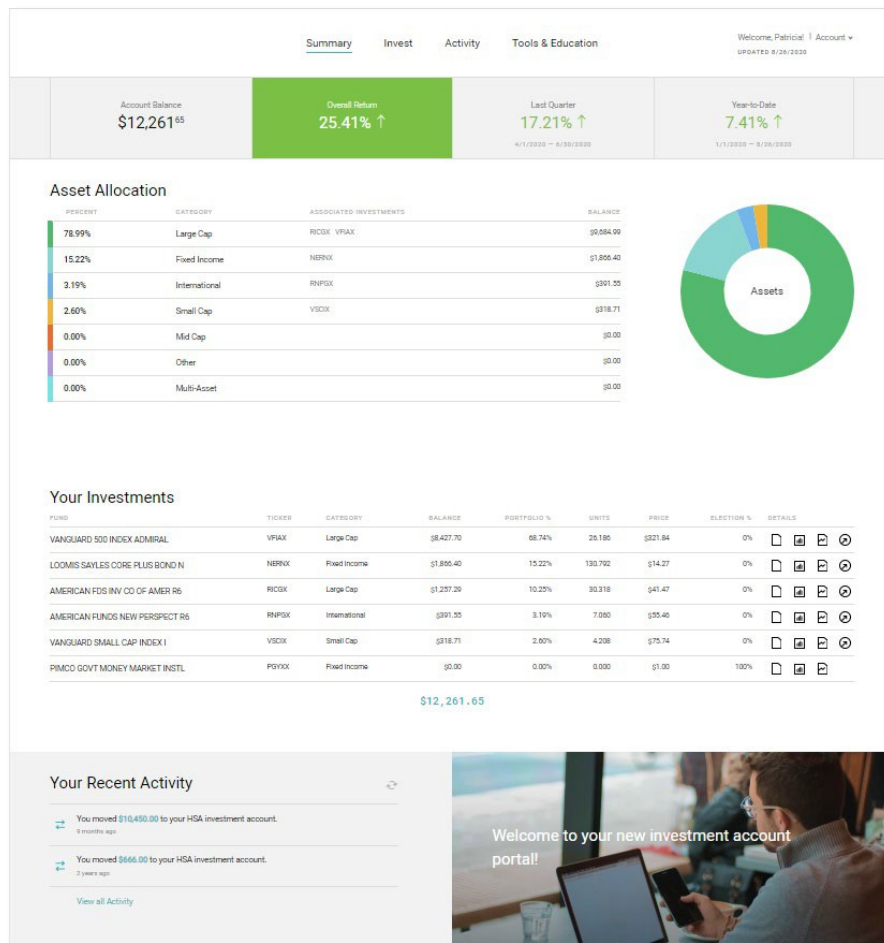 Summary Invest Activity Tools & Education Welcome, Patricia! | Account
UPDATED 8/26/2020
Account Balance Overall Return Last Quarter Year-to-Date
$12,261⁶⁵ 25.41% ↑ 17.21% ↑ 7.41% ↑
4/1/2020 — 6/30/2020 1/1/2020 — 8/26/2020
Asset Allocation
PERCENT CATEGORY ASSOCIATED INVESTMENTS BALANCE
78.99% Large Cap RICGX VFIAX $9,684.99
15.22% Fixed Income NERNX $1,866.40
3.19% International RNPGX $391.55
2.60% Small Cap VSCIX $318.71
0.00% Mid Cap $0.00
0.00% Other $0.00
0.00% Multi-Asset $0.00
Assets
Your Investments
FUND TICKER CATEGORY BALANCE PORTFOLIO % UNITS PRICE ELECTION % DETAILS
VANGUARD 500 INDEX ADMIRAL VFIAX Large Cap $8,427.70 68.74% 26.186 $321.84 0%
LOOMIS SAYLES CORE PLUS BOND N NERNX Fixed Income $1,866.40 15.22% 130.792 $14.27 0%
AMERICAN FDS INV CO OF AMER R6 RICGX Large Cap $1,257.29 10.25% 30.318 $41.47 0%
AMERICAN FUNDS NEW PERSPECT R6 RNPGX International $391.55 3.19% 7.060 $55.46 0%
VANGUARD SMALL CAP INDEX I VSCIX Small Cap $318.71 2.60% 4.208 $75.74 0%
PIMCO GOVT MONEY MARKET INSTL PGYXX Fixed Income $0.00 0.00% 0.000 $1.00 100%
$12,261.65
Your Recent Activity
You moved $10,450.00 to your HSA investment account.
9 months ago
You moved $666.00 to your HSA investment account.
2 years ago
View all Activity
Welcome to your new investment account
portal!